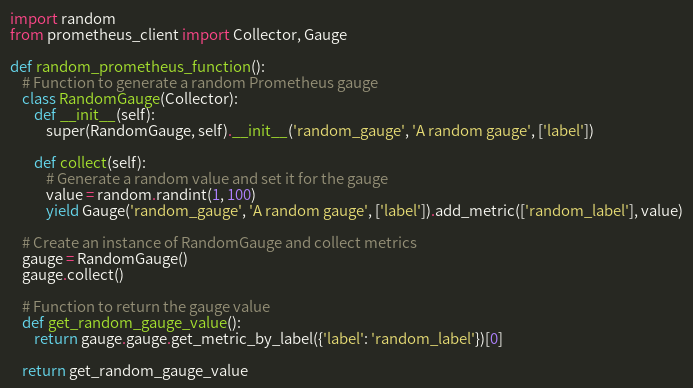 import random
from prometheus_client import Collector, Gauge

def random_prometheus_function():
    # Function to generate a random Prometheus gauge
    class RandomGauge(Collector):
        def __init__(self):
            super(RandomGauge, self).__init__('random_gauge', 'A random gauge', ['label'])

        def collect(self):
            # Generate a random value and set it for the gauge
            value = random.randint(1, 100)
            yield Gauge('random_gauge', 'A random gauge', ['label']).add_metric(['random_label'], value)

    # Create an instance of RandomGauge and collect metrics
    gauge = RandomGauge()
    gauge.collect()

    # Function to return the gauge value
    def get_random_gauge_value():
        return gauge.gauge.get_metric_by_label({'label': 'random_label'})[0]

    return get_random_gauge_value